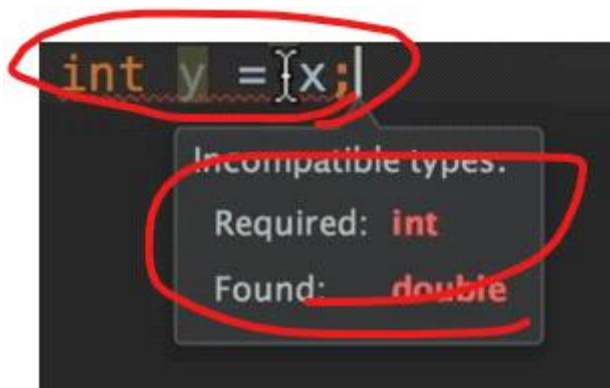 int y = x;
Incompatible types.
Required: int
Found: double